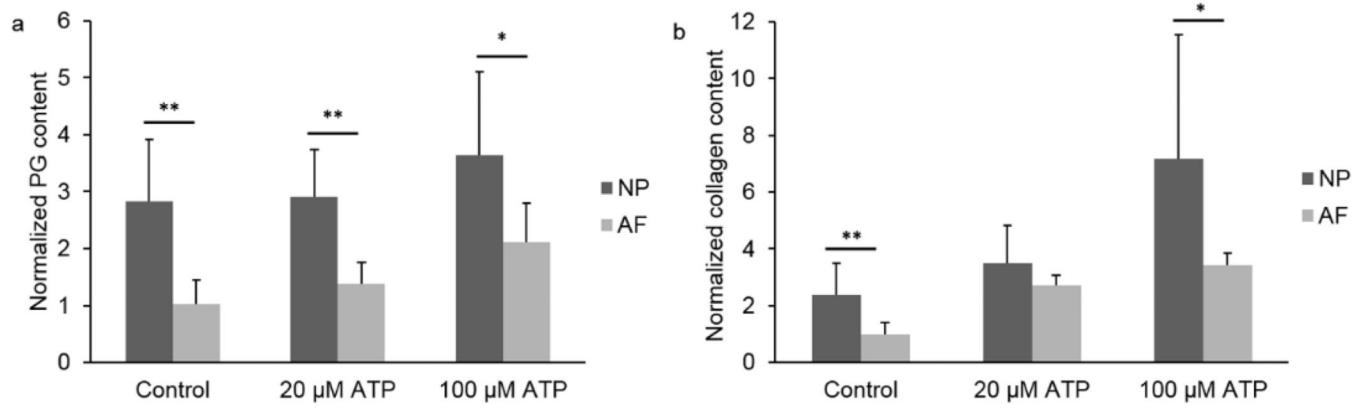 a
Normalized PG content
6
5
4
3
2
1
0
**
**
*
Control
20 µM ATP
100 µM ATP
NP
AF
b
Normalized collagen content
12
10
8
6
4
2
0
**
*
Control
20 µM ATP
100 µM ATP
NP
AF